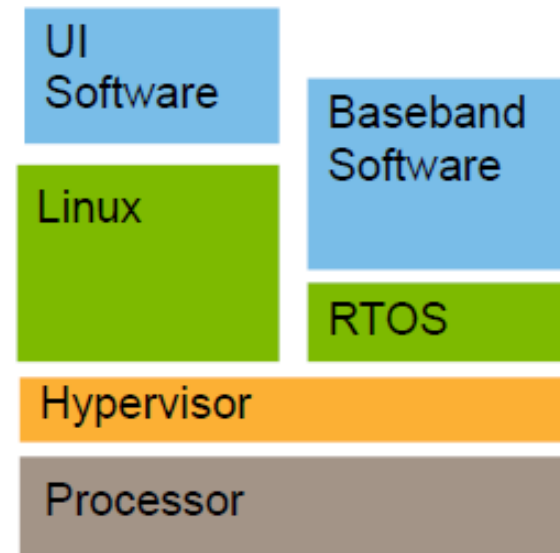 UI
Software
Baseband
Software
Linux
RTOS
Hypervisor
Processor